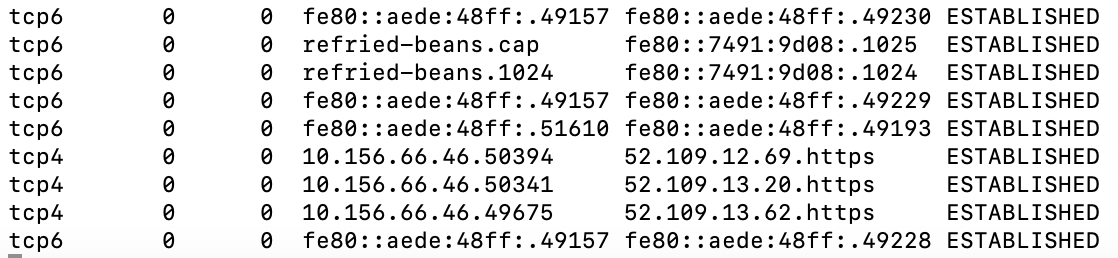 tcp6       0      0  fe80::aede:48ff:.49157 fe80::aede:48ff:.49230 ESTABLISHED
tcp6       0      0  refried-beans.cap      fe80::7491:9d08:.1025  ESTABLISHED
tcp6       0      0  refried-beans.1024     fe80::7491:9d08:.1024  ESTABLISHED
tcp6       0      0  fe80::aede:48ff:.49157 fe80::aede:48ff:.49229 ESTABLISHED
tcp6       0      0  fe80::aede:48ff:.51610 fe80::aede:48ff:.49193 ESTABLISHED
tcp4       0      0  10.156.66.46.50394     52.109.12.69.https     ESTABLISHED
tcp4       0      0  10.156.66.46.50341     52.109.13.20.https     ESTABLISHED
tcp4       0      0  10.156.66.46.49675     52.109.13.62.https     ESTABLISHED
tcp6       0      0  fe80::aede:48ff:.49157 fe80::aede:48ff:.49228 ESTABLISHED